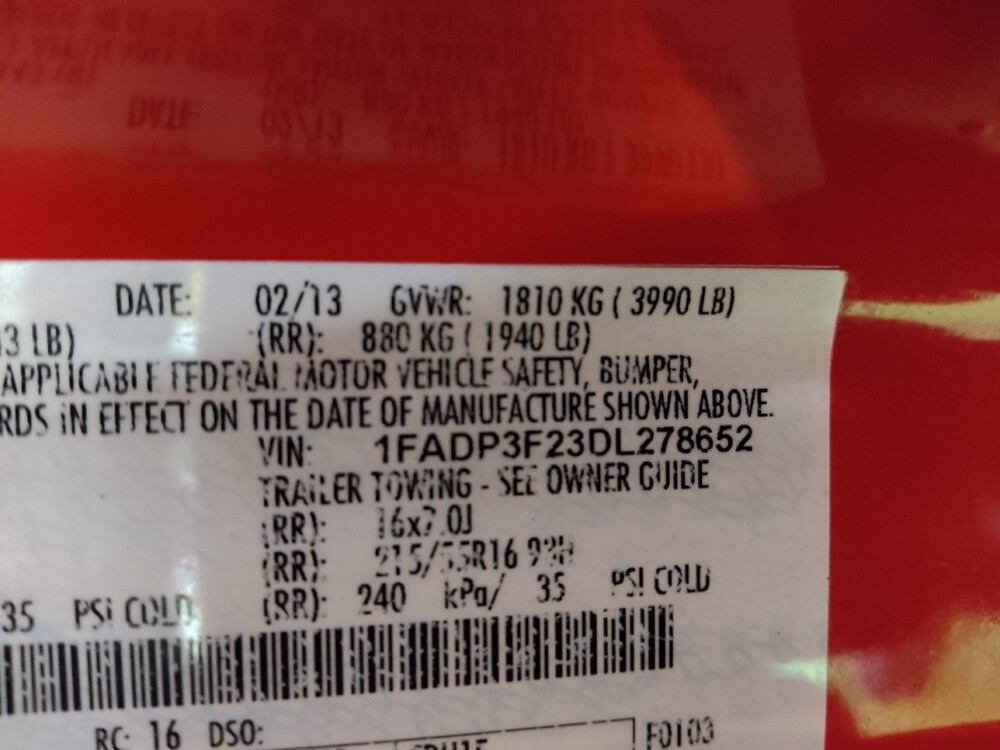 DATE: 02/13 GVWR: 1810 KG ( 3990 LB)
3 LB) (RR): 880 KG ( 1940 LB)
APPLICABLE FEDERAL MOTOR VEHICLE SAFETY, BUMPER,
RDS IN EFFECT ON THE DATE OF MANUFACTURE SHOWN ABOVE.
VIN: 1FADP3F23DL278652
TRAILER TOWING - SEE OWNER GUIDE
(RR): 16x7.0J
(RR): 215/55R16
35 PSI COLD (RR): 240 kPa/ 35 PSI COLD
RC: 16 DSO:
F0103